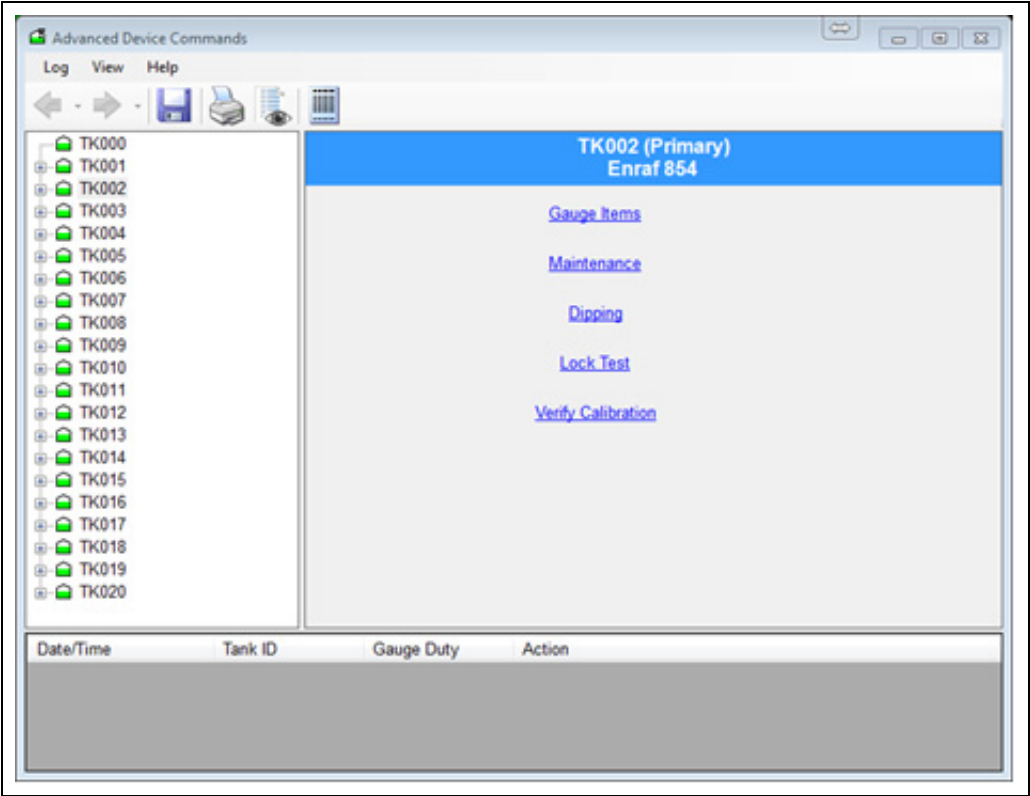 Advanced Device Commands
Log View Help
TK000
TK001
TK002
TK003
TK004
TK005
TK006
TK007
TK008
TK009
TK010
TK011
TK012
TK013
TK014
TK015
TK016
TK017
TK018
TK019
TK020
TK002 (Primary)
Enraf 854
Gauge Items
Maintenance
Dipping
Lock Test
Verify Calibration
Date/Time Tank ID Gauge Duty Action